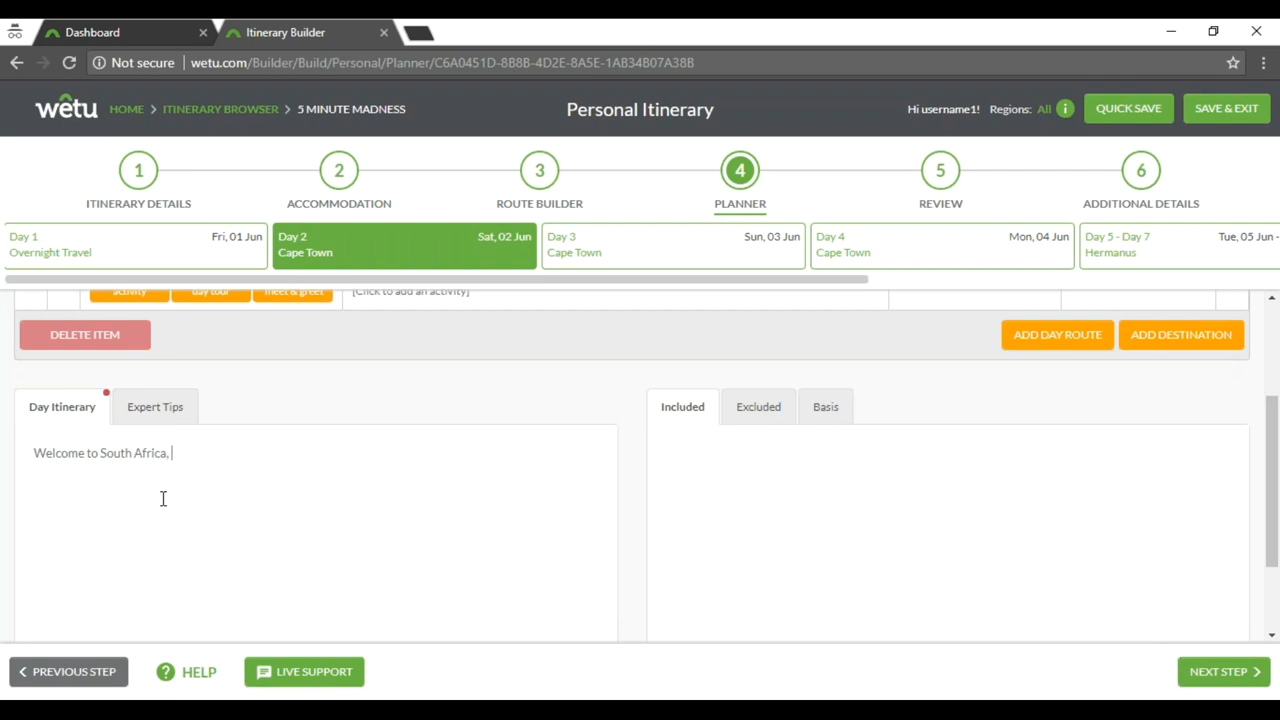 Dashboard
Itinerary Builder
Not secure
wetu.com/Builder/Build/Personal/Planner/C6A0451D-8B8B-4D2E-8A5E-1AB34B07A38B
wetu
HOME > ITINERARY BROWSER > 5 MINUTE MADNESS
Personal Itinerary
Hi username1! Regions: All i
QUICK SAVE
SAVE & EXIT
1 2 3 4 5 6
ITINERARY DETAILS
ACCOMMODATION
ROUTE BUILDER
PLANNER
REVIEW
ADDITIONAL DETAILS
Day 1 Fri, 01 Jun
Overnight Travel
Day 2 Sat, 02 Jun
Cape Town
Day 3 Sun, 03 Jun
Cape Town
Day 4 Mon, 04 Jun
Cape Town
Day 5 - Day 7 Tue, 05 Jun -
Hermanus
activity day tour meet & greet [Click to add an activity]
DELETE ITEM
ADD DAY ROUTE
ADD DESTINATION
Day Itinerary
Expert Tips
Included
Excluded
Basis
Welcome to South Africa,
< PREVIOUS STEP
? HELP
LIVE SUPPORT
NEXT STEP >